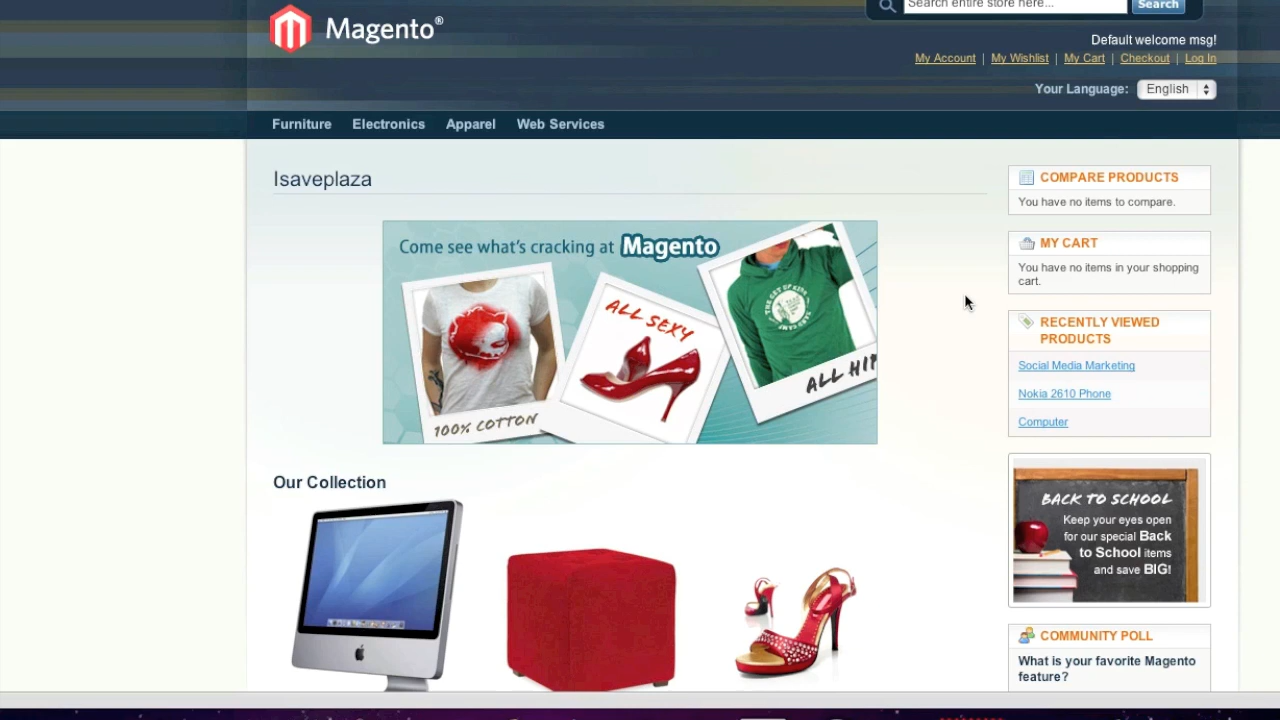 Search entire store here...
Search
Magento®
Default welcome msg!
My Account | My Wishlist | My Cart | Checkout | Log In
Your Language: English
Furniture Electronics Apparel Web Services
Isaveplaza
Come see what's cracking at Magento
100% COTTON
ALL SEXY
THE GET UP KIDS
ALL HIP
Our Collection
COMPARE PRODUCTS
You have no items to compare.
MY CART
You have no items in your shopping
cart.
RECENTLY VIEWED
PRODUCTS
Social Media Marketing
Nokia 2610 Phone
Computer
BACK TO SCHOOL
Keep your eyes open
for our special Back
to School items
and save BIG!
COMMUNITY POLL
What is your favorite Magento
feature?